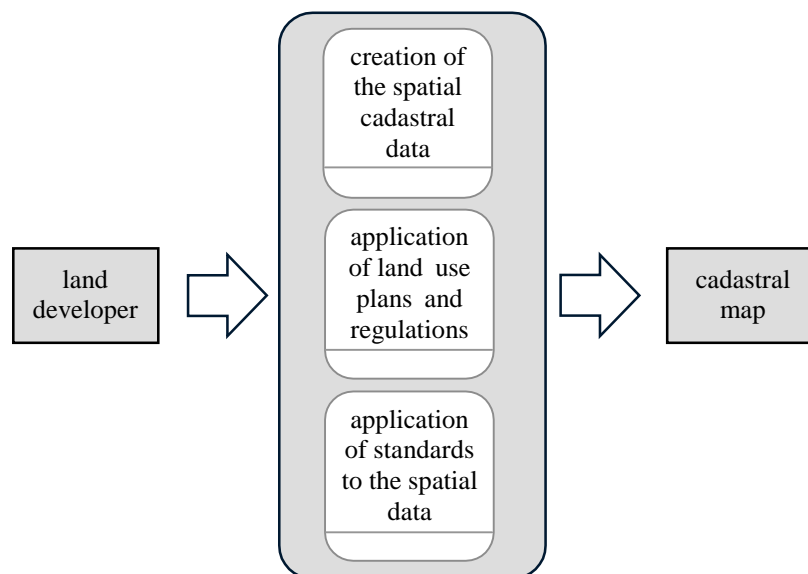 creation of
the spatial
cadastral
data
land
developer
application
of land use
plans and
regulations
cadastral
map
application
of standards
to the spatial
data